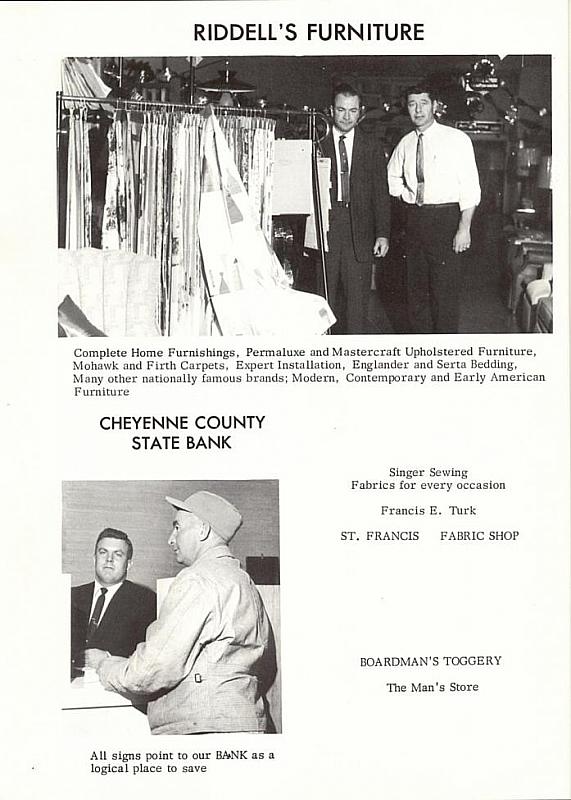 RIDDELL'S FURNITURE
Complete Home Furnishings, Permaluxe and Mastercraft Upholstered Furniture,
Mohawk and Firth Carpets, Expert Installation, Englander and Serta Bedding,
Many other nationally famous brands; Modern, Contemporary and Early American
Furniture
CHEYENNE COUNTY
STATE BANK
All signs point to our BANK as a
logical place to save
Singer Sewing
Fabrics for every occasion
Francis E. Turk
ST. FRANCIS FABRIC SHOP
BOARDMAN'S TOGGERY
The Man's Store